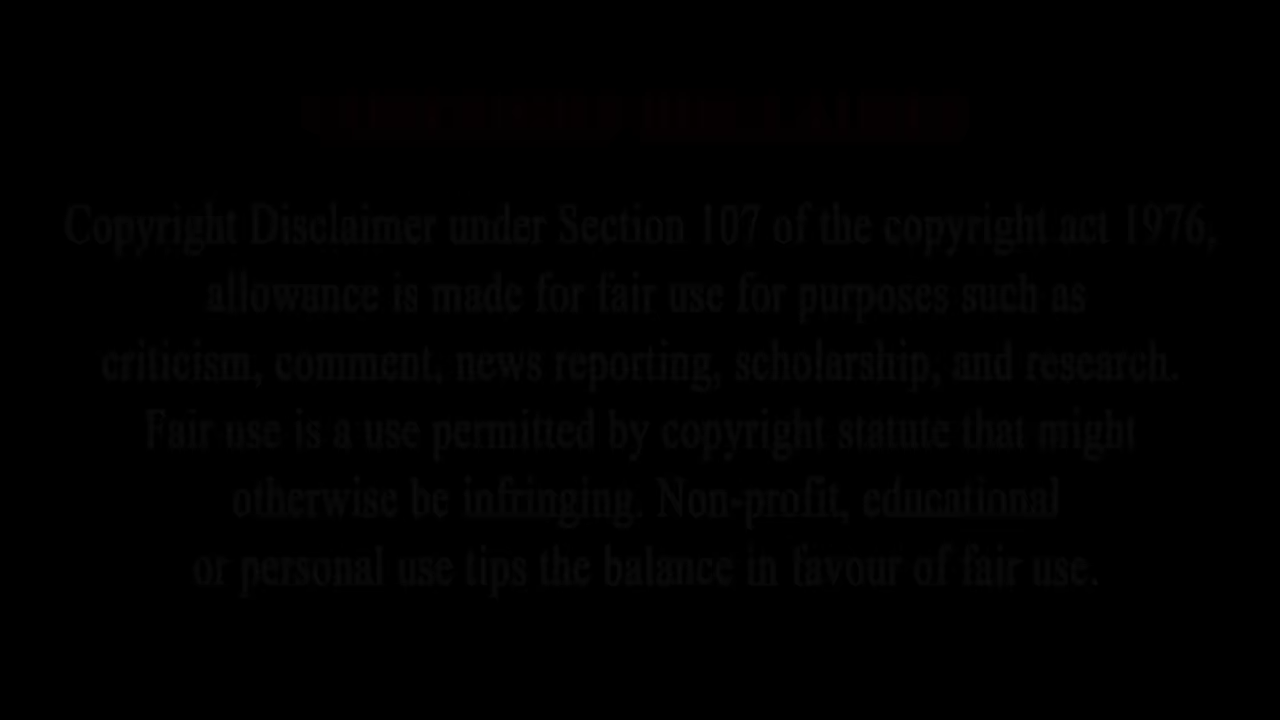 Copyright Disclaimer under Section 107 of the copyright act 1976,
allowance is made for fair use for purposes such as
criticism, comment, news reporting, scholarship, and research.
Fair use is a use permitted by copyright statute that might
otherwise be infringing. Non-profit, educational
or personal use tips the balance in favour of fair use.